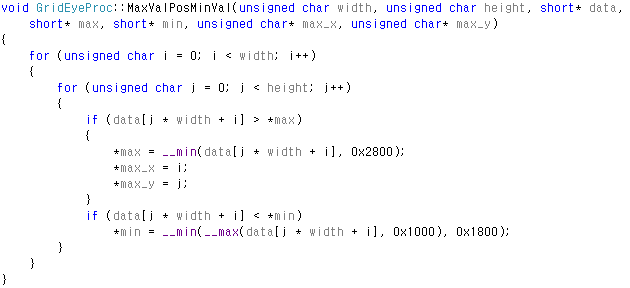 void GridEyeProc::MaxValPosMinVal(unsigned char width, unsigned char height, short* data,
    short* max, short* min, unsigned char* max_x, unsigned char* max_y)
{
    for (unsigned char i = 0; i < width; i++)
    {
        for (unsigned char j = 0; j < height; j++)
        {
            if (data[j * width + i] > *max)
            {
                *max = __min(data[j * width + i], 0x2800);
                *max_x = i;
                *max_y = j;
            }
            if (data[j * width + i] < *min)
                *min = __min(__max(data[j * width + i], 0x1000), 0x1800);
        }
    }
}